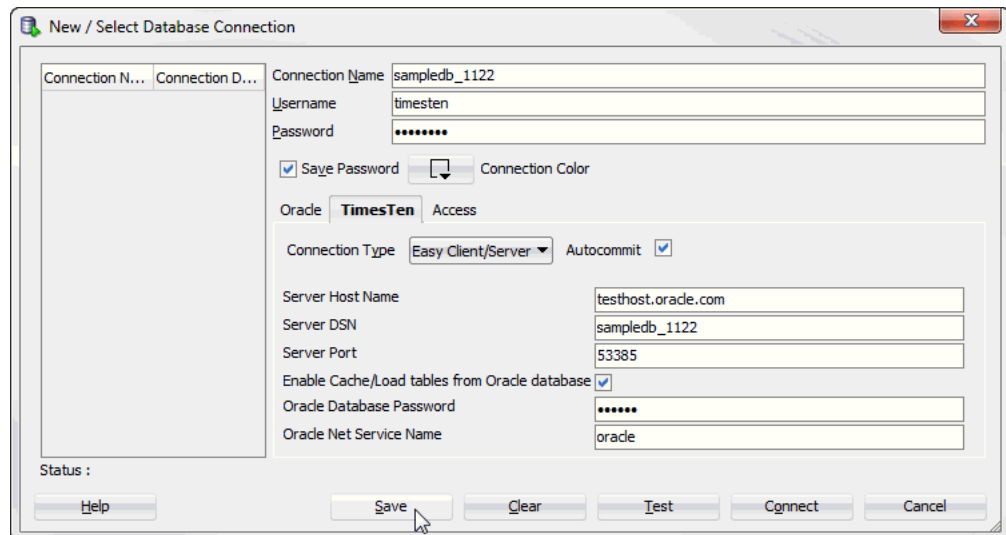 New / Select Database Connection
Connection N... Connection D...
Connection Name sampledb_1122
Username timesten
Password ••••••••
Save Password Connection Color
Oracle TimesTen Access
Connection Type Easy Client/Server Autocommit
Server Host Name testhost.oracle.com
Server DSN sampledb_1122
Server Port 53385
Enable Cache/Load tables from Oracle database
Oracle Database Password ••••••
Oracle Net Service Name oracle
Status :
Help Save Clear Test Connect Cancel